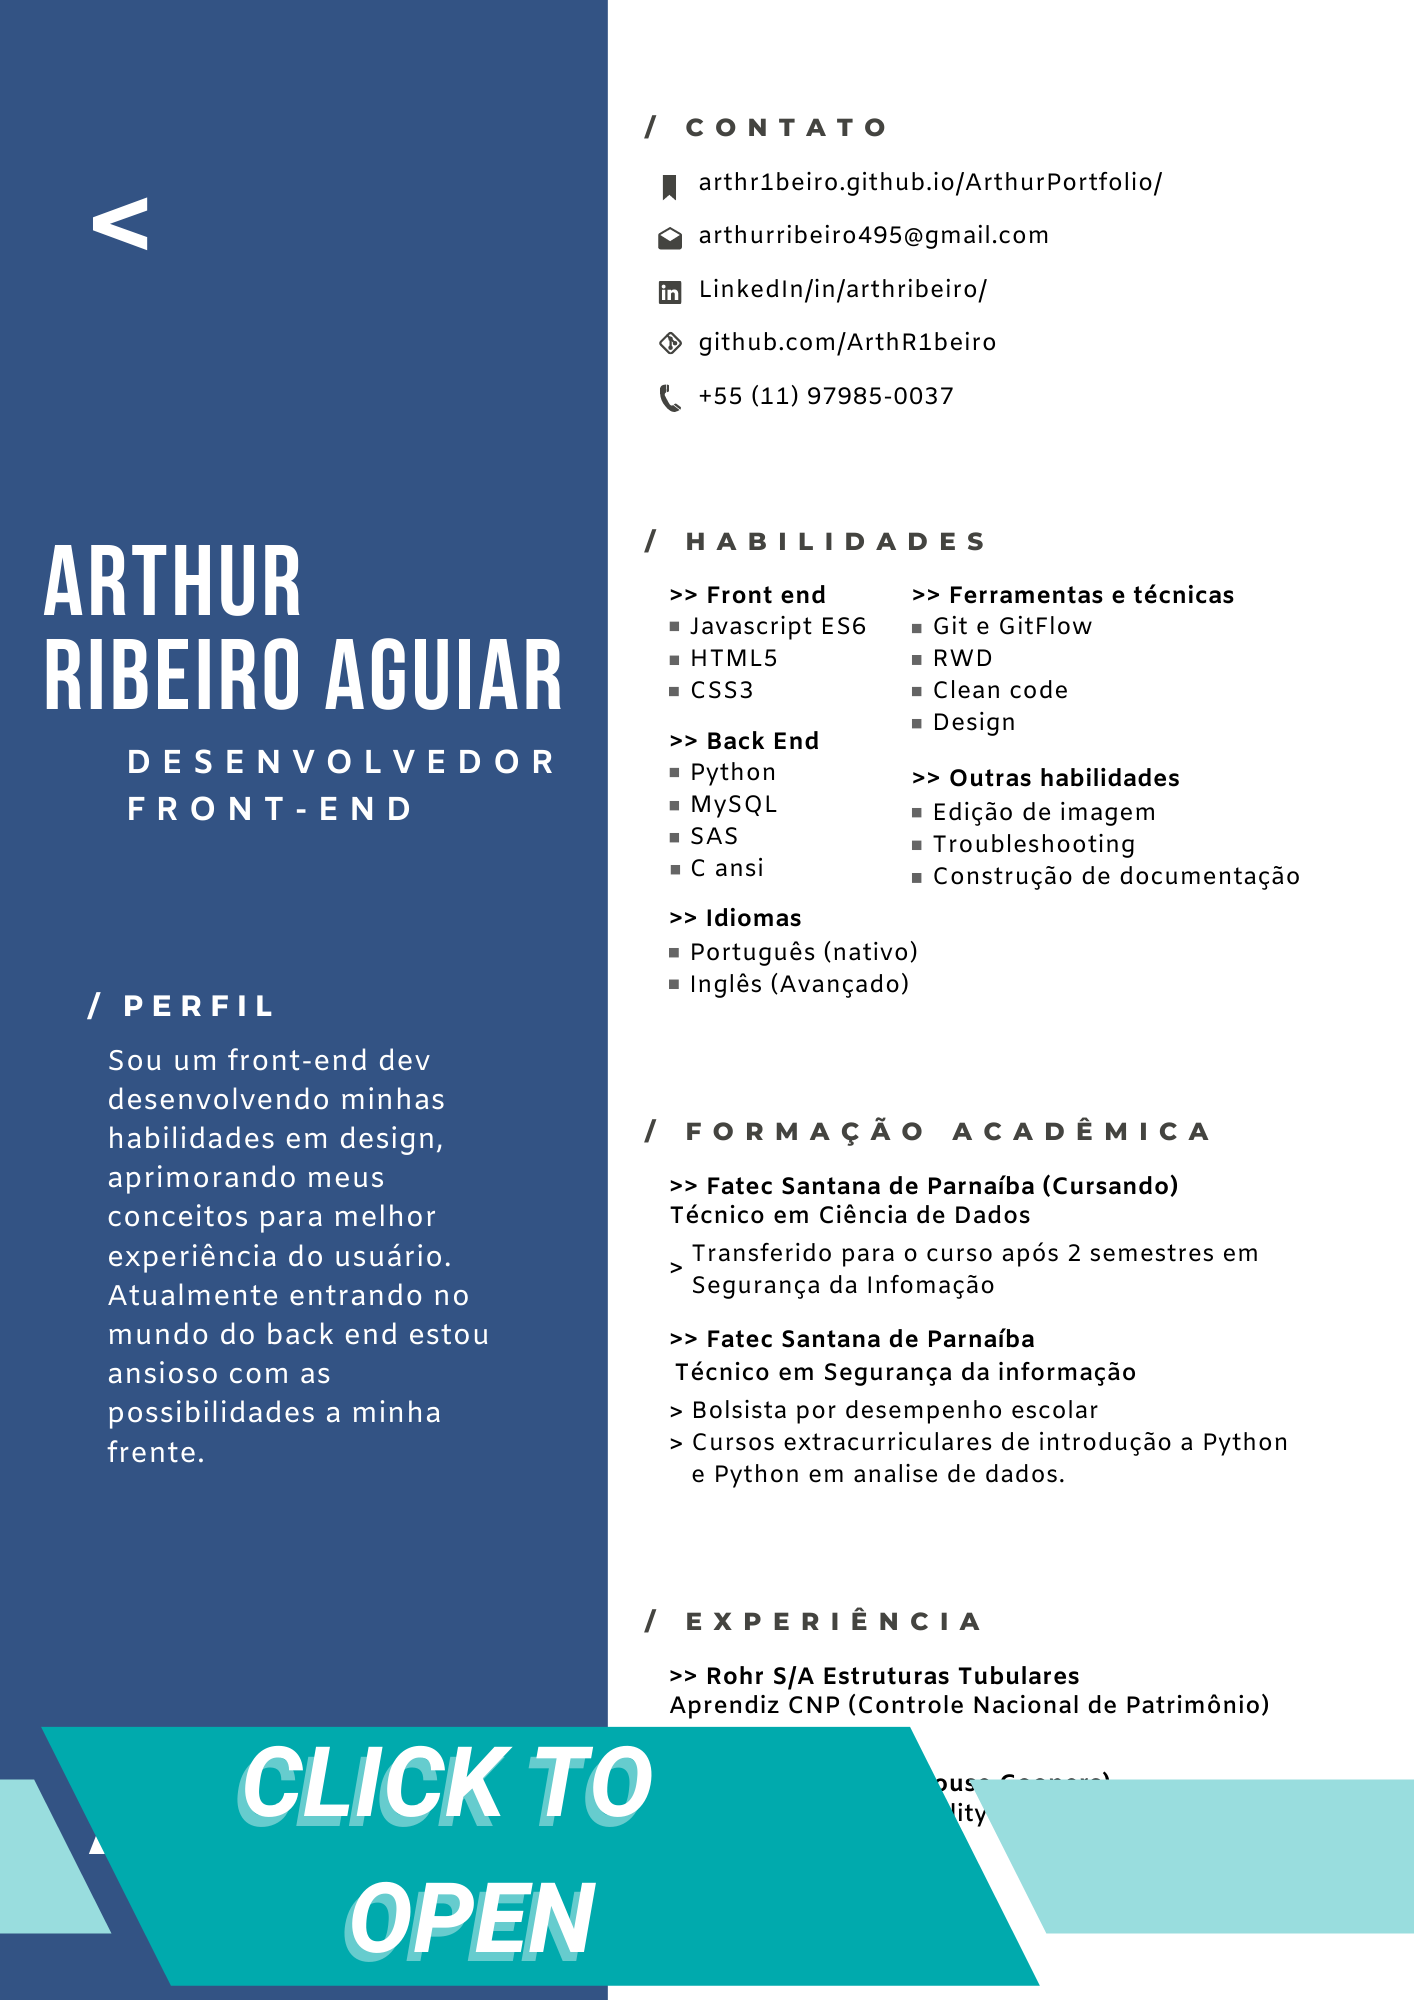 <
ARTHUR
RIBEIRO AGUIAR
DESENVOLVEDOR
FRONT-END
/ PERFIL
Sou um front-end dev
desenvolvendo minhas
habilidades em design,
aprimorando meus
conceitos para melhor
experiência do usuário.
Atualmente entrando no
mundo do back end estou
ansioso com as
possibilidades a minha
frente.
/ CONTATO
arthr1beiro.github.io/ArthurPortfolio/
arthurribeiro495@gmail.com
LinkedIn/in/arthribeiro/
github.com/ArthR1beiro
+55 (11) 97985-0037
/ HABILIDADES
>> Front end
Javascript ES6
HTML5
CSS3
>> Back End
Python
MySQL
SAS
C ansi
>> Idiomas
Português (nativo)
Inglês (Avançado)
>> Ferramentas e técnicas
Git e GitFlow
RWD
Clean code
Design
>> Outras habilidades
Edição de imagem
Troubleshooting
Construção de documentação
/ FORMAÇÃO ACADÊMICA
>> Fatec Santana de Parnaíba (Cursando)
Técnico em Ciência de Dados
> Transferido para o curso após 2 semestres em
Segurança da Infomação
>> Fatec Santana de Parnaíba
Técnico em Segurança da informação
> Bolsista por desempenho escolar
> Cursos extracurriculares de introdução a Python
e Python em analise de dados.
/ EXPERIÊNCIA
>> Rohr S/A Estruturas Tubulares
Aprendiz CNP (Controle Nacional de Patrimônio)
CLICK TO
OPEN